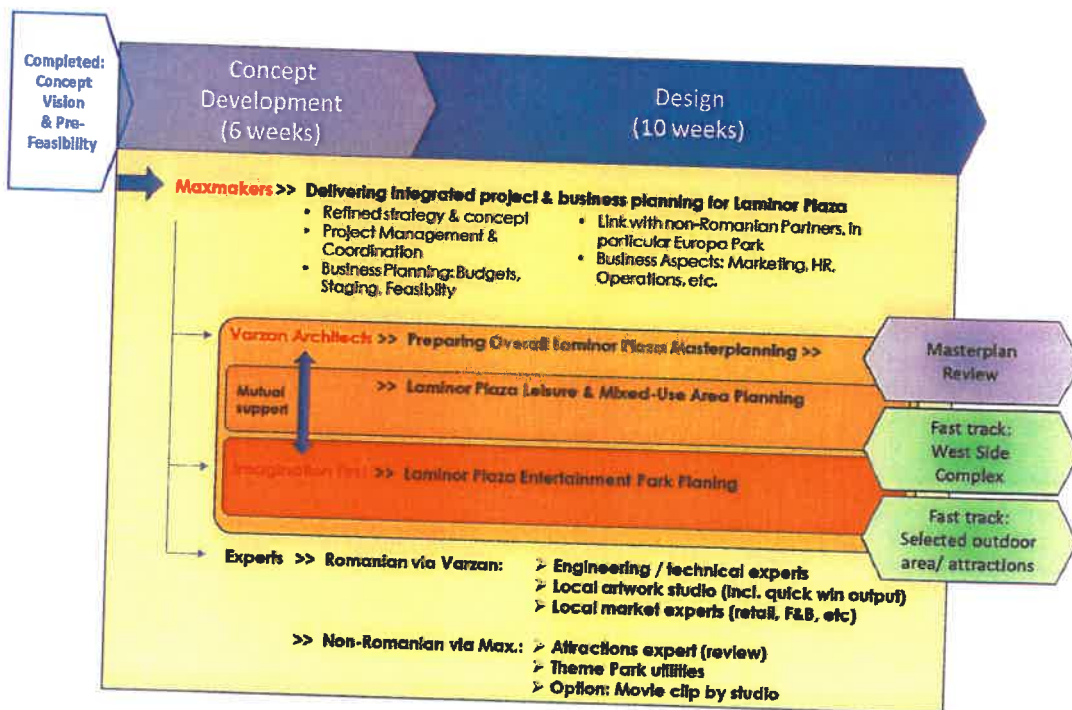 Completed:
Concept
Vision
& Pre-
Feasibility
Concept
Development
(6 weeks)
Design
(10 weeks)
Maxmakers >> Delivering integrated project & business planning for Laminor Plaza
• Refined strategy & concept
• Project Management &
Coordination
• Business Planning: Budgets,
Staging, Feasiblity
• Link with non-Romanian Partners, in
particular Europa Park
• Business Aspects: Marketing, HR,
Operations, etc.
Varzan Architects >> Preparing Overall Laminor Plaza Masterplanning >>
Mutual
support
>> Laminor Plaza Leisure & Mixed-Use Area Planning
Imagination First >> Laminor Plaza Entertainment Park Planing
Masterplan
Review
Fast track:
West Side
Complex
Fast track:
Selected outdoor
area/ attractions
Experts >> Romanian via Varzan:
➢ Engineering / technical experts
➢ Local artwork studio (incl. quick win output)
➢ Local market experts (retail, F&B, etc)
>> Non-Romanian via Max.:
➢ Attractions expert (review)
➢ Theme Park utilities
➢ Option: Movie clip by studio